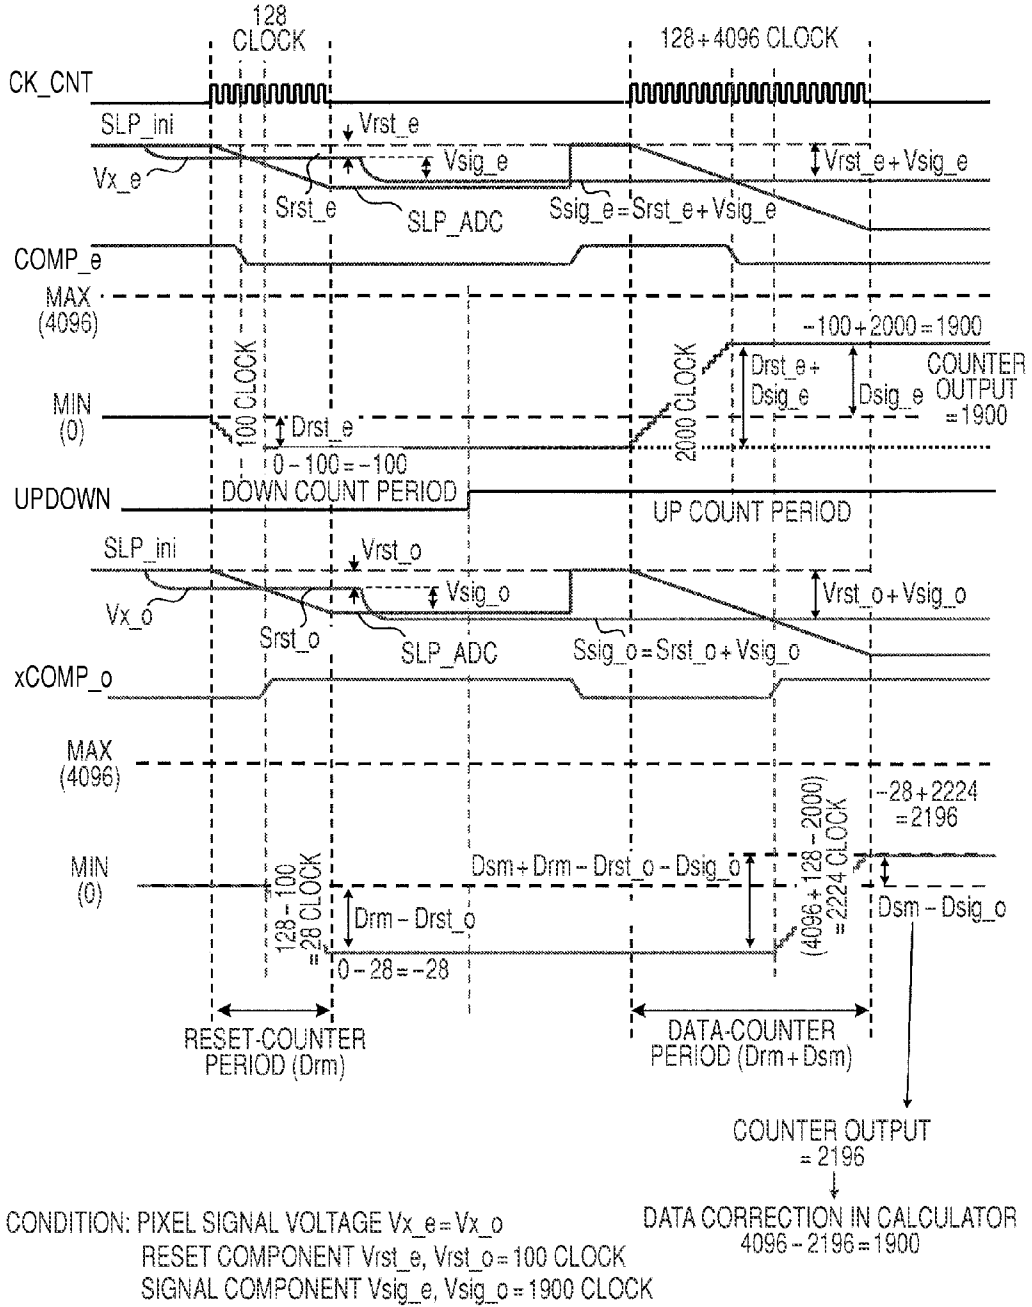 128
CLOCK
128+4096 CLOCK
CK_CNT
SLP_ini
Vrst_e
Vx_e
Vsig_e
Vrst_e+Vsig_e
Srst_e
SLP_ADC
Ssig_e=Srst_e+Vsig_e
COMP_e
MAX
(4096)
-100+2000=1900
100 CLOCK
2000 CLOCK
Drst_e+
Dsig_e
Dsig_e
COUNTER
OUTPUT
=1900
MIN
(0)
Drst_e
0-100=-100
UPDOWN
DOWN COUNT PERIOD
UP COUNT PERIOD
SLP_ini
Vrst_o
Vx_o
Vsig_o
Vrst_o+Vsig_o
Srst_o
SLP_ADC
Ssig_o=Srst_o+Vsig_o
xCOMP_o
MAX
(4096)
-28+2224
=2196
(4096+128-2000)
=2224 CLOCK
MIN
(0)
Dsm+Drm-Drst_o-Dsig_o
128-100
=28 CLOCK
Drm-Drst_o
Dsm-Dsig_o
0-28=-28
RESET-COUNTER
PERIOD (Drm)
DATA-COUNTER
PERIOD (Drm+Dsm)
COUNTER OUTPUT
=2196
DATA CORRECTION IN CALCULATOR
4096-2196=1900
CONDITION: PIXEL SIGNAL VOLTAGE Vx_e=Vx_o
RESET COMPONENT Vrst_e, Vrst_o=100 CLOCK
SIGNAL COMPONENT Vsig_e, Vsig_o=1900 CLOCK